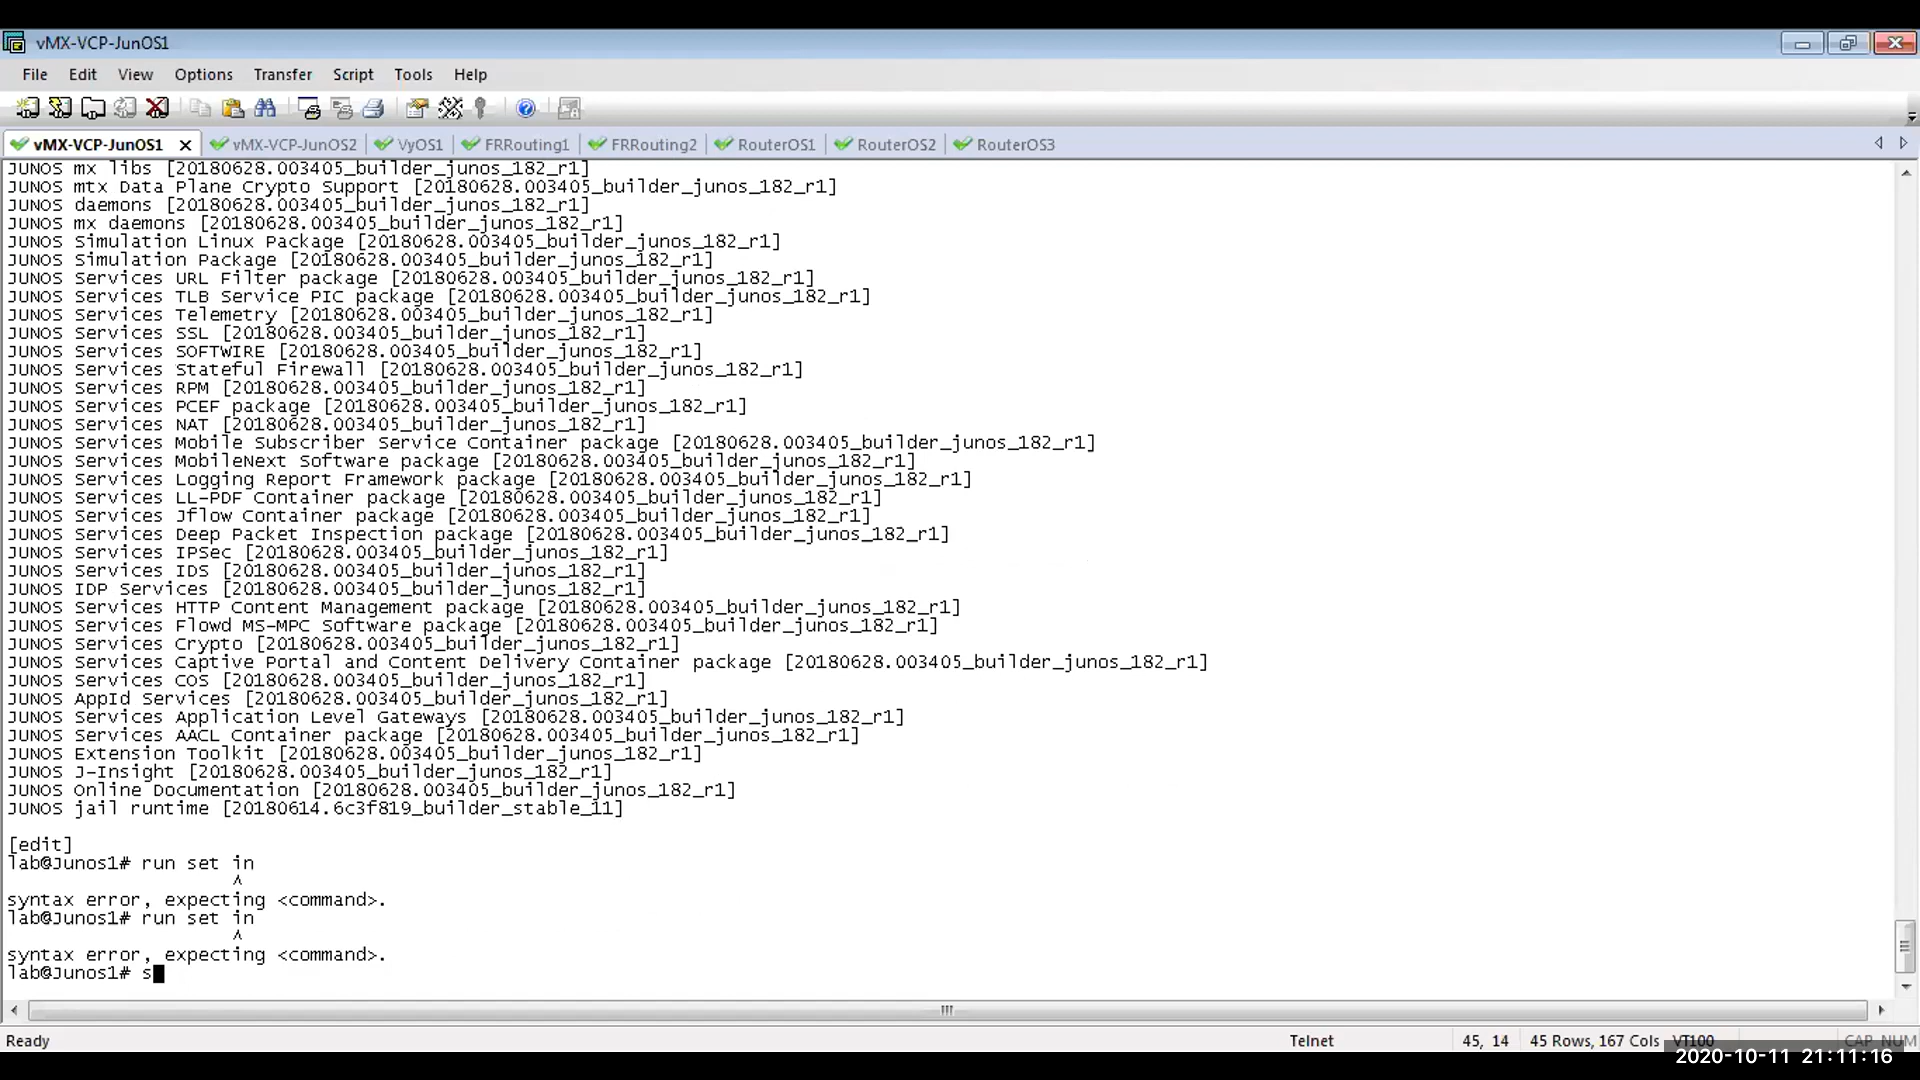 vMX-VCP-JunOS1
File Edit View Options Transfer Script Tools Help
vMX-VCP-JunOS1 vMX-VCP-JunOS2 VyOS1 FRRouting1 FRRouting2 RouterOS1 RouterOS2 RouterOS3
JUNOS mx libs [20180628.003405_builder_junos_182_r1]
JUNOS mtx Data Plane Crypto Support [20180628.003405_builder_junos_182_r1]
JUNOS daemons [20180628.003405_builder_junos_182_r1]
JUNOS mx daemons [20180628.003405_builder_junos_182_r1]
JUNOS Simulation Linux Package [20180628.003405_builder_junos_182_r1]
JUNOS Simulation Package [20180628.003405_builder_junos_182_r1]
JUNOS Services URL Filter package [20180628.003405_builder_junos_182_r1]
JUNOS Services TLB Service PIC package [20180628.003405_builder_junos_182_r1]
JUNOS Services Telemetry [20180628.003405_builder_junos_182_r1]
JUNOS Services SSL [20180628.003405_builder_junos_182_r1]
JUNOS Services SOFTWIRE [20180628.003405_builder_junos_182_r1]
JUNOS Services Stateful Firewall [20180628.003405_builder_junos_182_r1]
JUNOS Services RPM [20180628.003405_builder_junos_182_r1]
JUNOS Services PCEF package [20180628.003405_builder_junos_182_r1]
JUNOS Services NAT [20180628.003405_builder_junos_182_r1]
JUNOS Services Mobile Subscriber Service Container package [20180628.003405_builder_junos_182_r1]
JUNOS Services MobileNext Software package [20180628.003405_builder_junos_182_r1]
JUNOS Services Logging Report Framework package [20180628.003405_builder_junos_182_r1]
JUNOS Services LL-PDF Container package [20180628.003405_builder_junos_182_r1]
JUNOS Services Jflow Container package [20180628.003405_builder_junos_182_r1]
JUNOS Services Deep Packet Inspection package [20180628.003405_builder_junos_182_r1]
JUNOS Services IPSec [20180628.003405_builder_junos_182_r1]
JUNOS Services IDS [20180628.003405_builder_junos_182_r1]
JUNOS IDP Services [20180628.003405_builder_junos_182_r1]
JUNOS Services HTTP Content Management package [20180628.003405_builder_junos_182_r1]
JUNOS Services Flowd MS-MPC Software package [20180628.003405_builder_junos_182_r1]
JUNOS Services Crypto [20180628.003405_builder_junos_182_r1]
JUNOS Services Captive Portal and Content Delivery Container package [20180628.003405_builder_junos_182_r1]
JUNOS Services COS [20180628.003405_builder_junos_182_r1]
JUNOS AppId Services [20180628.003405_builder_junos_182_r1]
JUNOS Services Application Level Gateways [20180628.003405_builder_junos_182_r1]
JUNOS Services AACL Container package [20180628.003405_builder_junos_182_r1]
JUNOS Extension Toolkit [20180628.003405_builder_junos_182_r1]
JUNOS J-Insight [20180628.003405_builder_junos_182_r1]
JUNOS Online Documentation [20180628.003405_builder_junos_182_r1]
JUNOS jail runtime [20180614.6c3f819_builder_stable_11]
[edit]
lab@Junos1# run set in
^
syntax error, expecting <command>.
lab@Junos1# run set in
^
syntax error, expecting <command>.
lab@Junos1# s
Ready Telnet 45, 14 45 Rows, 167 Cols VT100 CAP NUM
2020-10-11 21:11:16